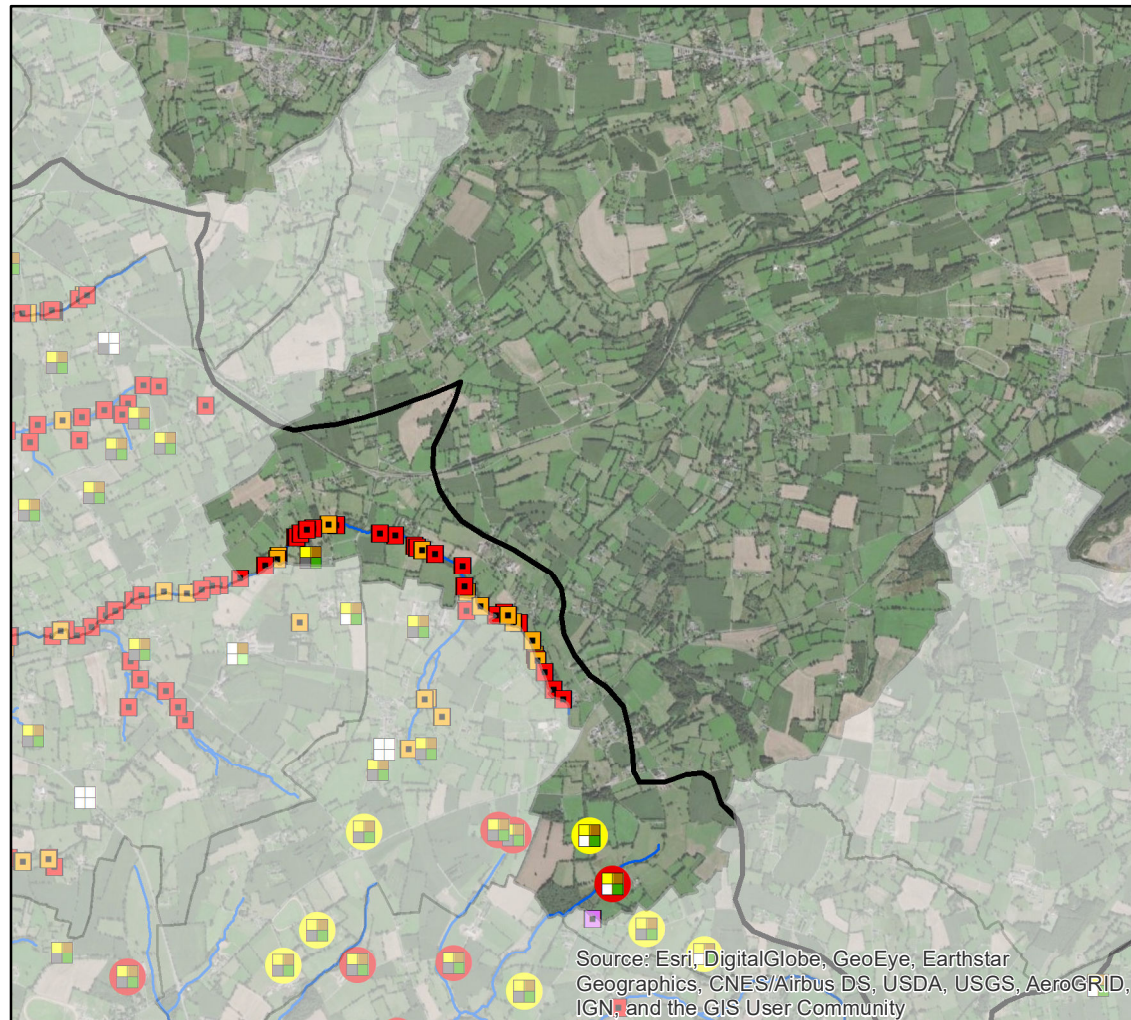 Source: Esri, DigitalGlobe, GeoEye, Earthstar
Geographics, CNES/Airbus DS, USDA, USGS, AeroGRID,
IGN, and the GIS User Community